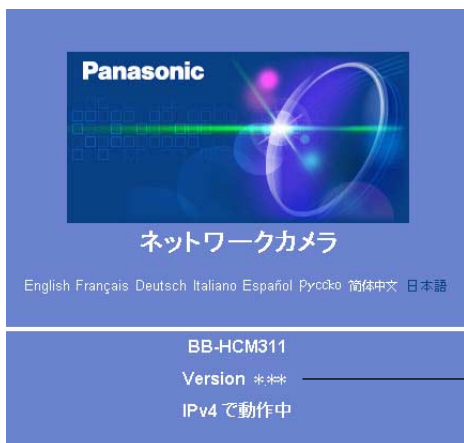 Panasonic
ネットワークカメラ
English Français Deutsch Italiano Español Русско 简体中文 日本語
BB-HCM311
Version ***
IPv4 で動作中